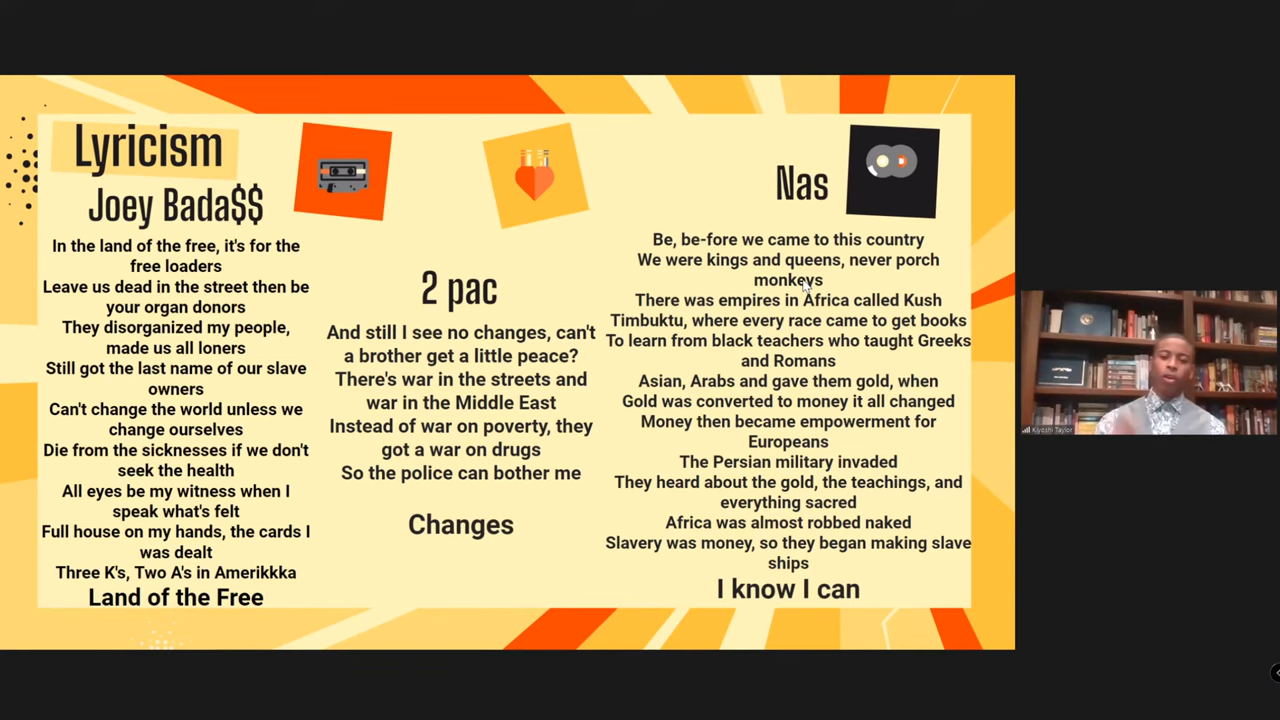 Lyricism
Joey Bada$$
In the land of the free, it's for the
free loaders
Leave us dead in the street then be
your organ donors
They disorganized my people,
made us all loners
Still got the last name of our slave
owners
Can't change the world unless we
change ourselves
Die from the sicknesses if we don't
seek the health
All eyes be my witness when I
speak what's felt
Full house on my hands, the cards I
was dealt
Three K's, Two A's in Amerikkka
Land of the Free
2 pac
And still I see no changes, can't
a brother get a little peace?
There's war in the streets and
war in the Middle East
Instead of war on poverty, they
got a war on drugs
So the police can bother me
Changes
Nas
Be, be-fore we came to this country
We were kings and queens, never porch
monkeys
There was empires in Africa called Kush
Timbuktu, where every race came to get books
To learn from black teachers who taught Greeks
and Romans
Asian, Arabs and gave them gold, when
Gold was converted to money it all changed
Money then became empowerment for
Europeans
The Persian military invaded
They heard about the gold, the teachings, and
everything sacred
Africa was almost robbed naked
Slavery was money, so they began making slave
ships
I know I can
Kiyoshi Taylor